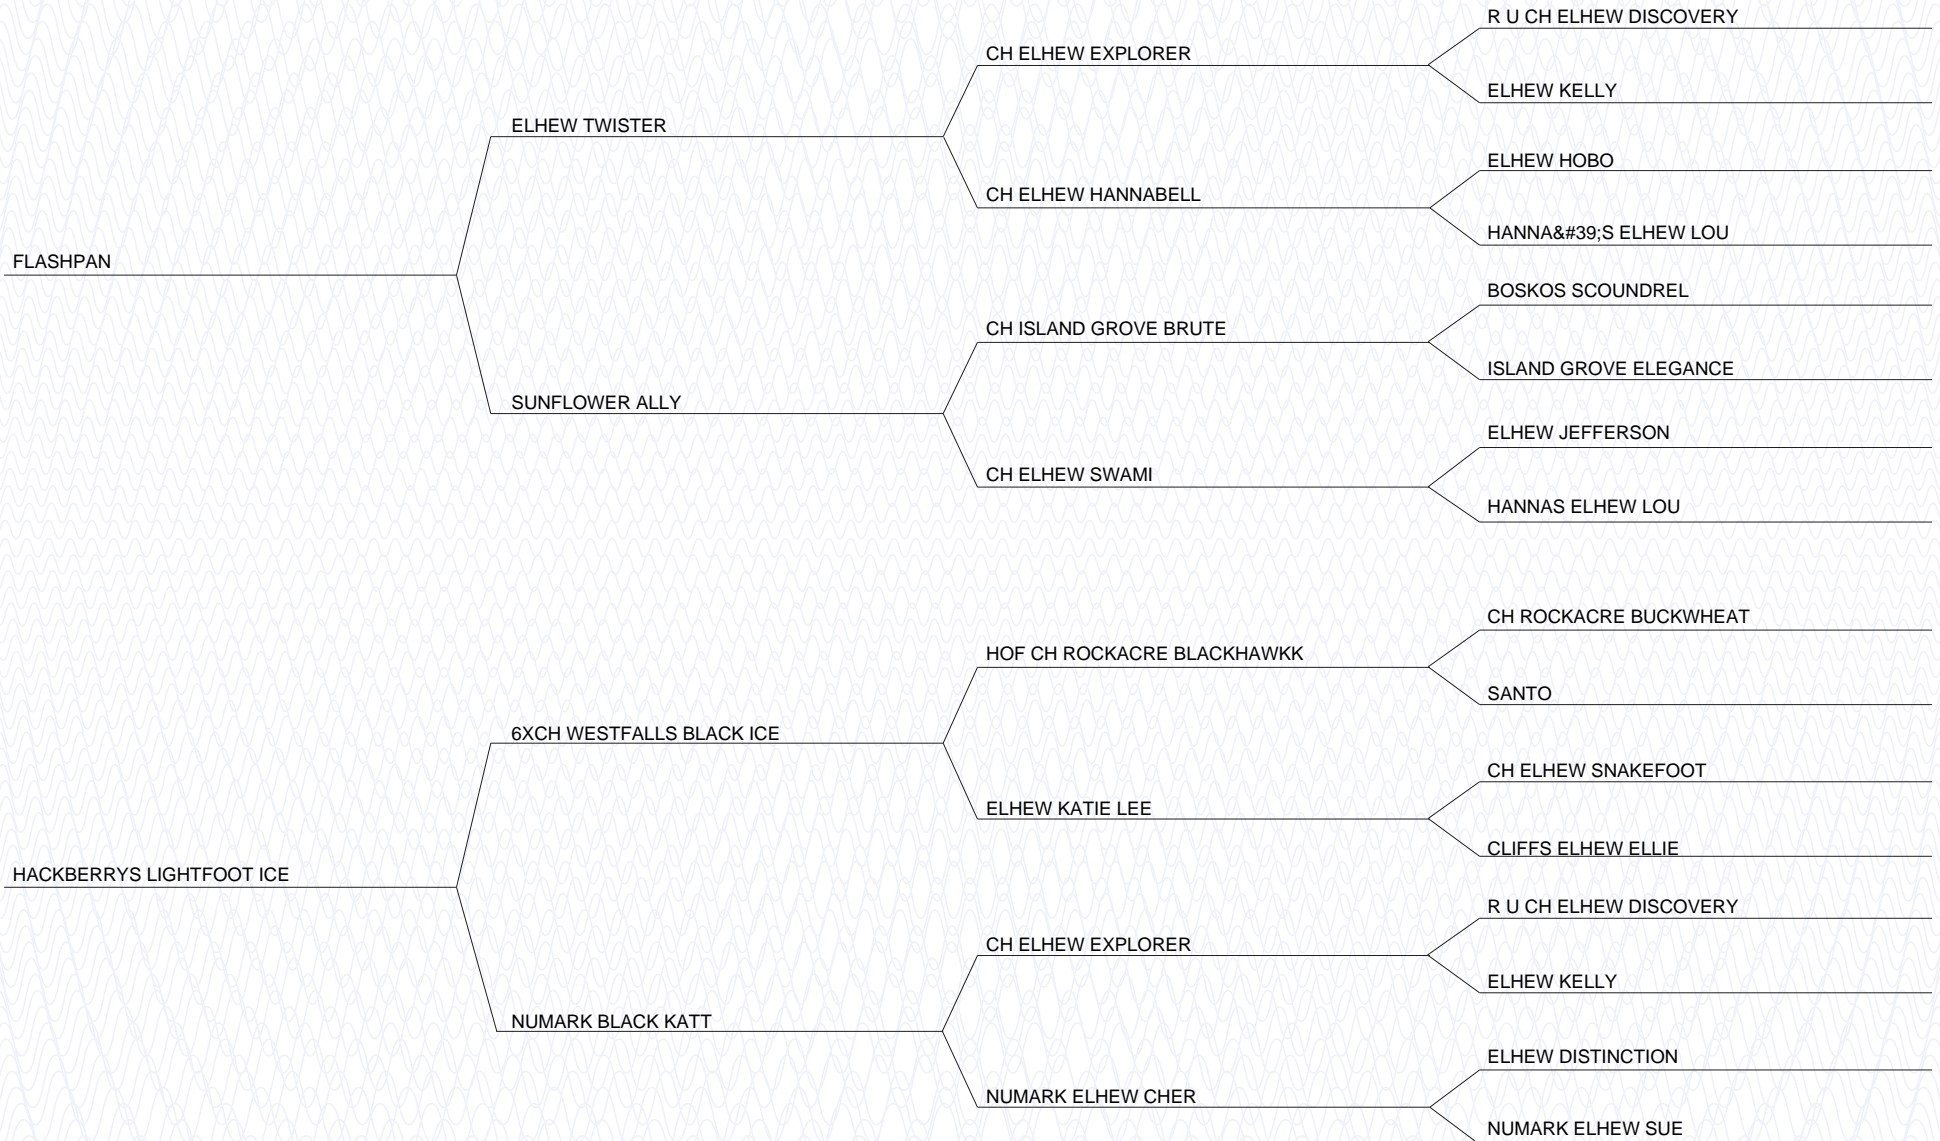 R U CH ELHEW DISCOVERY
CH ELHEW EXPLORER
ELHEW KELLY
ELHEW TWISTER
ELHEW HOBO
CH ELHEW HANNABELL
HANNA&#39;S ELHEW LOU
FLASHPAN
BOSKOS SCOUNDREL
CH ISLAND GROVE BRUTE
ISLAND GROVE ELEGANCE
SUNFLOWER ALLY
ELHEW JEFFERSON
CH ELHEW SWAMI
HANNAS ELHEW LOU
CH ROCKACRE BUCKWHEAT
HOF CH ROCKACRE BLACKHAWKK
SANTO
6XCH WESTFALLS BLACK ICE
CH ELHEW SNAKEFOOT
ELHEW KATIE LEE
CLIFFS ELHEW ELLIE
HACKBERRYS LIGHTFOOT ICE
R U CH ELHEW DISCOVERY
CH ELHEW EXPLORER
ELHEW KELLY
NUMARK BLACK KATT
ELHEW DISTINCTION
NUMARK ELHEW CHER
NUMARK ELHEW SUE